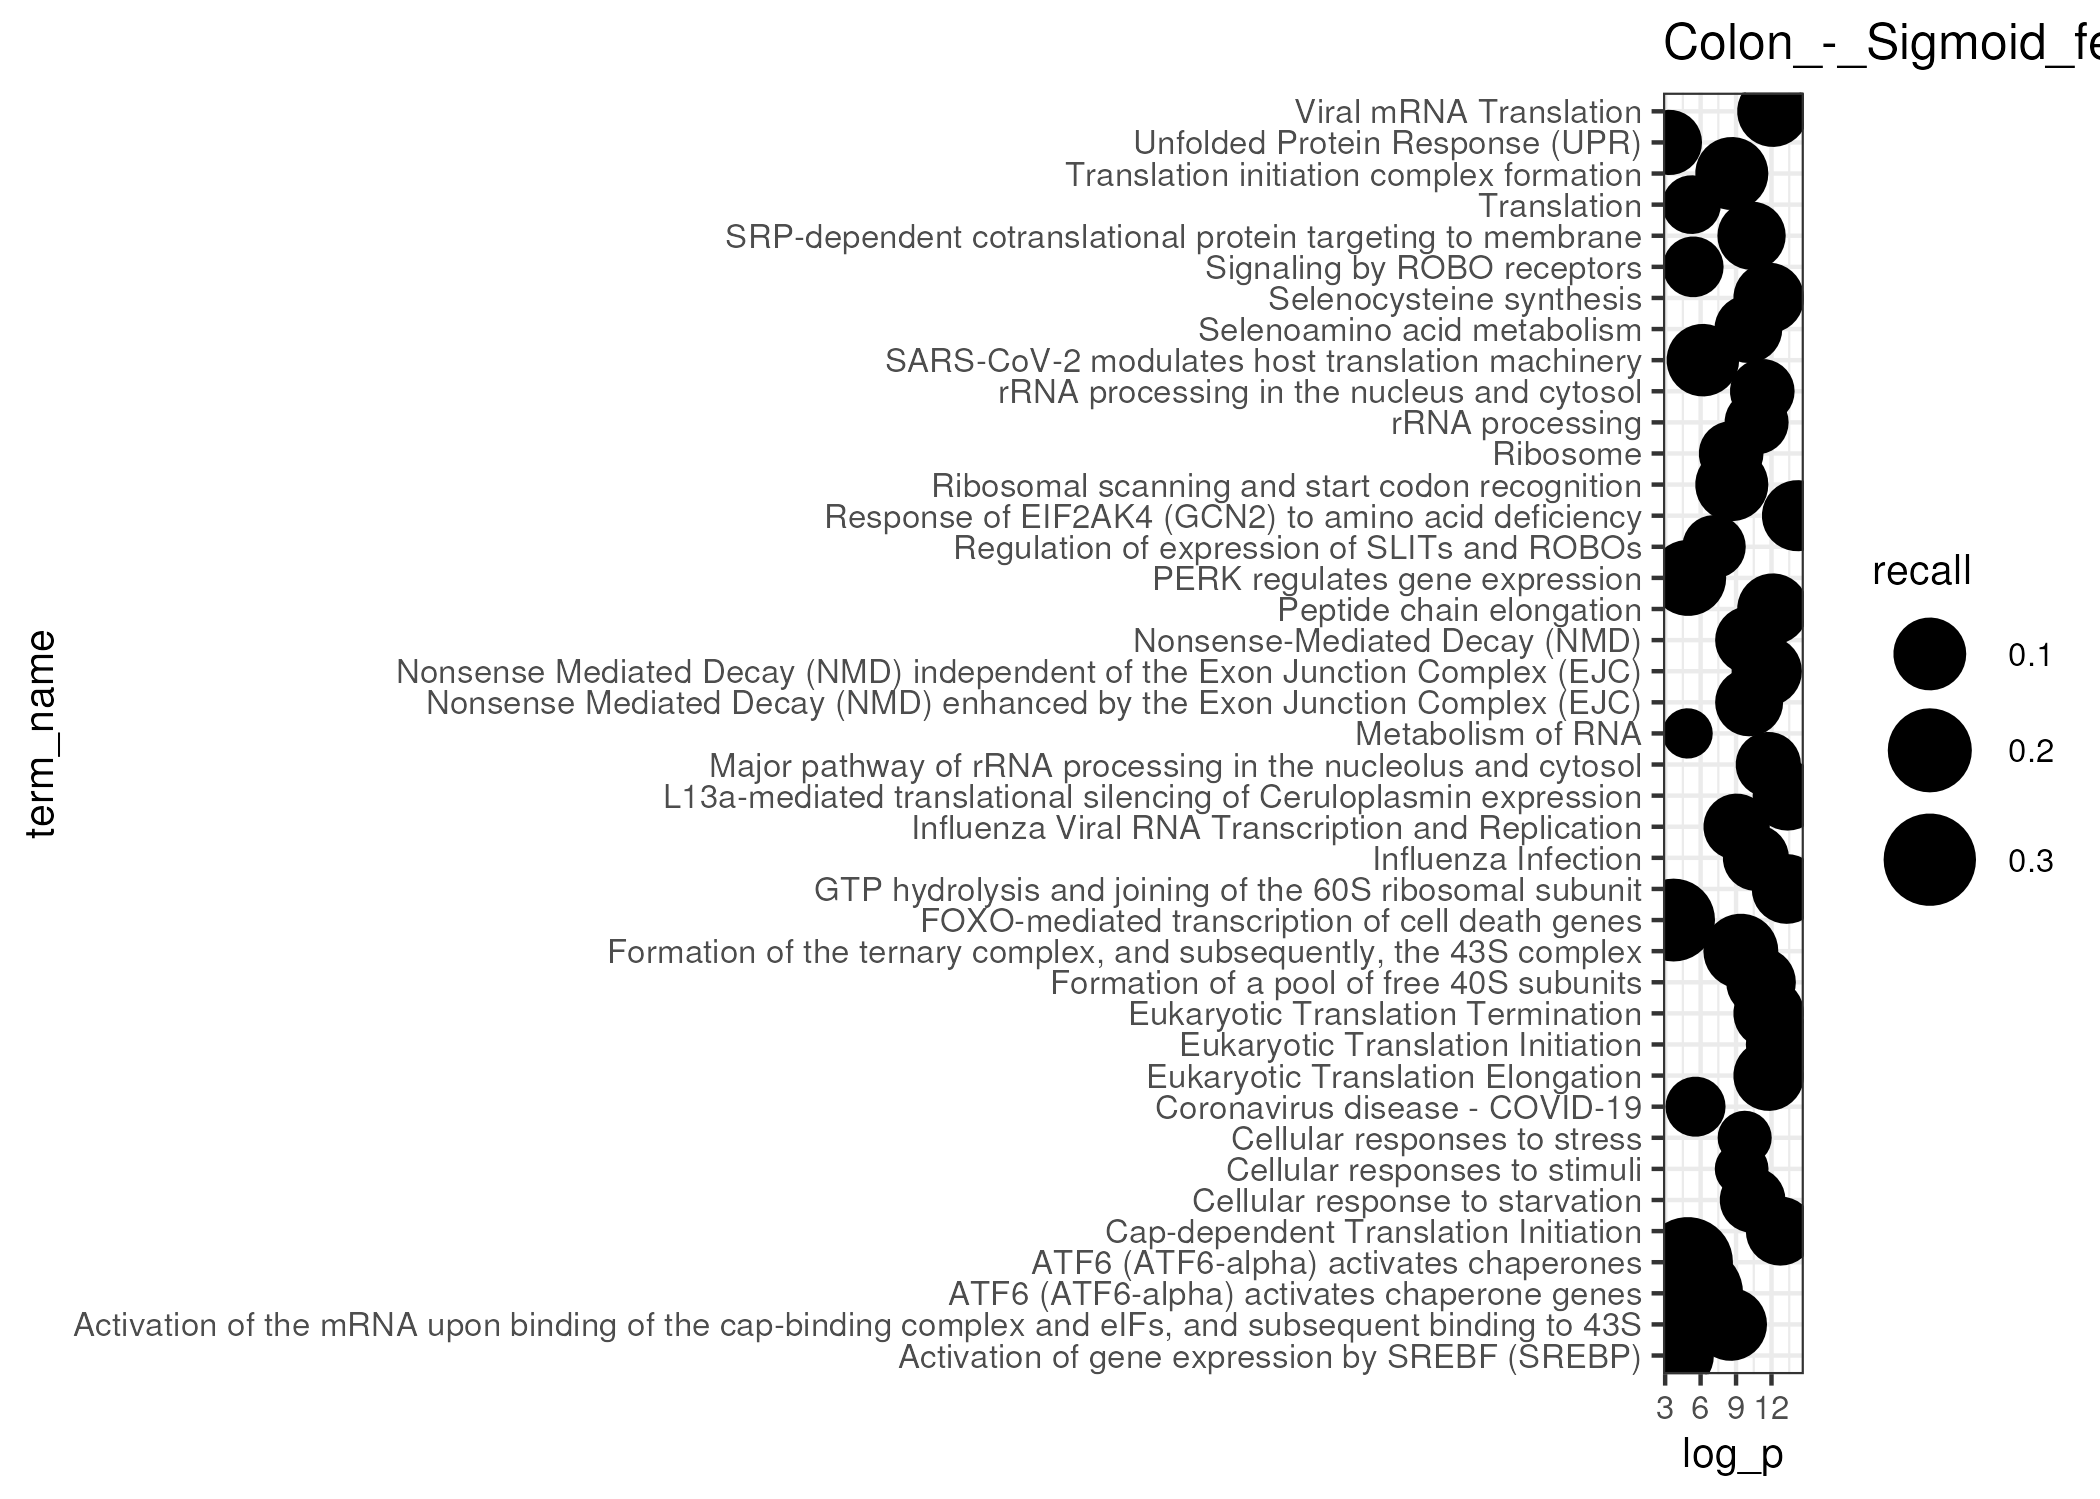 Colon_-_Sigmoid_fe
Viral mRNA Translation
Unfolded Protein Response (UPR)
Translation initiation complex formation
Translation
SRP-dependent cotranslational protein targeting to membrane
Signaling by ROBO receptors
Selenocysteine synthesis
Selenoamino acid metabolism
SARS-CoV-2 modulates host translation machinery
rRNA processing in the nucleus and cytosol
rRNA processing
Ribosome
Ribosomal scanning and start codon recognition
Response of EIF2AK4 (GCN2) to amino acid deficiency
Regulation of expression of SLITs and ROBOs
PERK regulates gene expression
Peptide chain elongation
Nonsense-Mediated Decay (NMD)
Nonsense Mediated Decay (NMD) independent of the Exon Junction Complex (EJC)
Nonsense Mediated Decay (NMD) enhanced by the Exon Junction Complex (EJC)
Metabolism of RNA
Major pathway of rRNA processing in the nucleolus and cytosol
L13a-mediated translational silencing of Ceruloplasmin expression
Influenza Viral RNA Transcription and Replication
Influenza Infection
GTP hydrolysis and joining of the 60S ribosomal subunit
FOXO-mediated transcription of cell death genes
Formation of the ternary complex, and subsequently, the 43S complex
Formation of a pool of free 40S subunits
Eukaryotic Translation Termination
Eukaryotic Translation Initiation
Eukaryotic Translation Elongation
Coronavirus disease - COVID-19
Cellular responses to stress
Cellular responses to stimuli
Cellular response to starvation
Cap-dependent Translation Initiation
ATF6 (ATF6-alpha) activates chaperones
ATF6 (ATF6-alpha) activates chaperone genes
Activation of the mRNA upon binding of the cap-binding complex and eIFs, and subsequent binding to 43S
Activation of gene expression by SREBF (SREBP)
term_name
3 6 9 12
log_p
recall
0.1
0.2
0.3